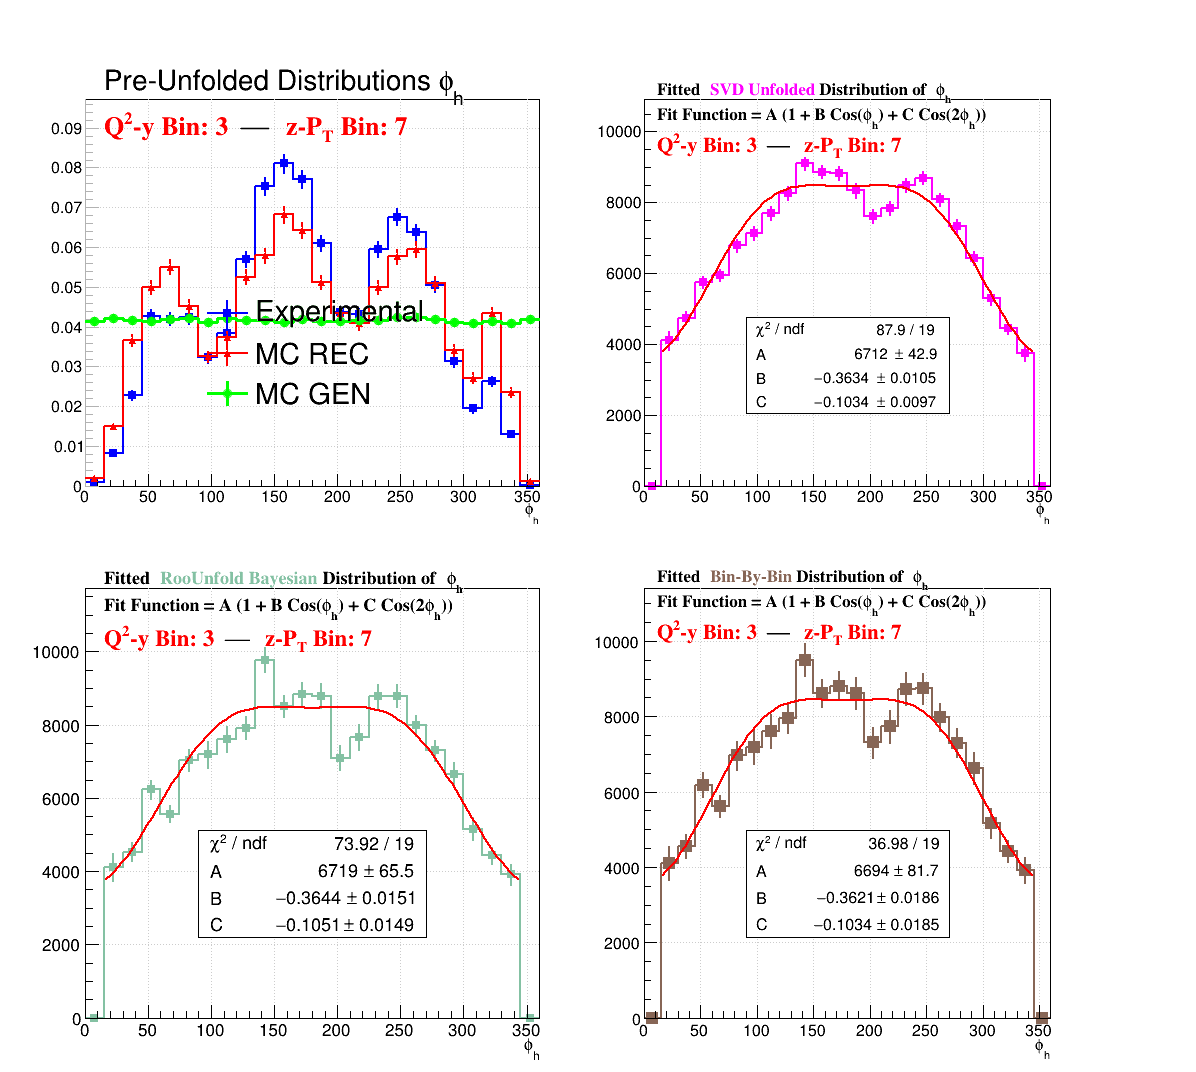 Pre-Unfolded Distributions ϕh
Q²-y Bin: 3 — z-PT Bin: 7
0.09
0.08
0.07
0.06
0.05
0.04
0.03
0.02
0.01
0
Experimental
MC REC
MC GEN
0 50 100 150 200 250 300 350
ϕh
Fitted SVD Unfolded Distribution of ϕh
Fit Function = A (1 + B Cos(ϕh) + C Cos(2ϕh))
Q²-y Bin: 3 — z-PT Bin: 7
10000
8000
6000
4000
2000
0
χ² / ndf 87.9 / 19
A 6712 ± 42.9
B −0.3634 ± 0.0105
C −0.1034 ± 0.0097
0 50 100 150 200 250 300 350
ϕh
Fitted RooUnfold Bayesian Distribution of ϕh
Fit Function = A (1 + B Cos(ϕh) + C Cos(2ϕh))
Q²-y Bin: 3 — z-PT Bin: 7
10000
8000
6000
4000
2000
0
χ² / ndf 73.92 / 19
A 6719 ± 65.5
B −0.3644 ± 0.0151
C −0.1051 ± 0.0149
0 50 100 150 200 250 300 350
ϕh
Fitted Bin-By-Bin Distribution of ϕh
Fit Function = A (1 + B Cos(ϕh) + C Cos(2ϕh))
Q²-y Bin: 3 — z-PT Bin: 7
10000
8000
6000
4000
2000
0
χ² / ndf 36.98 / 19
A 6694 ± 81.7
B −0.3621 ± 0.0186
C −0.1034 ± 0.0185
0 50 100 150 200 250 300 350
ϕh